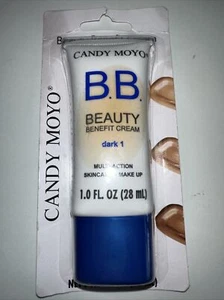 CANDY MOYO®
B.B.
BEAUTY
BENEFIT CREAM
dark 1
MULTI-ACTION
SKINCARE MAKE UP
1.0 FL.OZ (28 mL)
CANDY MOYO®